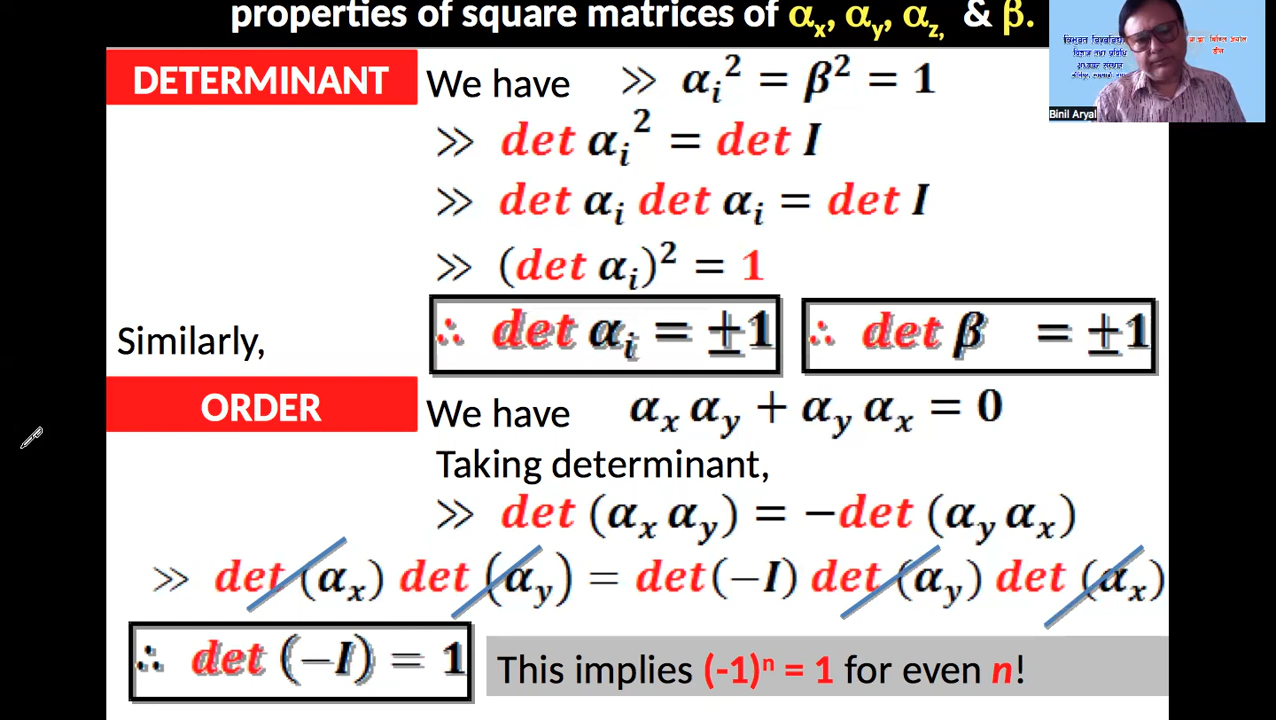 properties of square matrices of αx, αy, αz, & β.
DETERMINANT We have ≫ αᵢ² = β² = 1
≫ det αᵢ² = det I
≫ det αᵢ det αᵢ = det I
≫ (det αᵢ)² = 1
Similarly, ∴ det αᵢ = ±1 ∴ det β = ±1
ORDER We have αx αy + αy αx = 0
Taking determinant,
≫ det (αx αy) = −det (αy αx)
≫ det (αx) det (αy) = det(−I) det (αy) det (αx)
∴ det (−I) = 1 This implies (-1)ⁿ = 1 for even n!
Binil Aryal